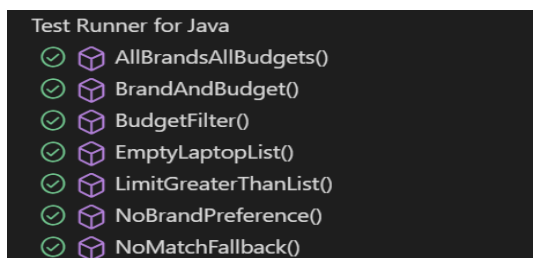 Test Runner for Java
AllBrandsAllBudgets()
BrandAndBudget()
BudgetFilter()
EmptyLaptopList()
LimitGreaterThanList()
NoBrandPreference()
NoMatchFallback()